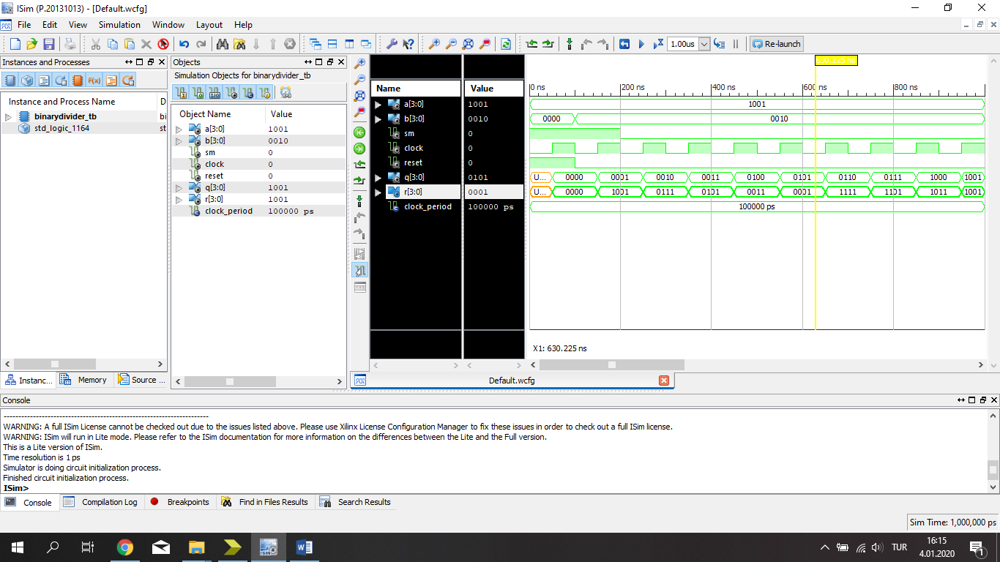 ISim (P.20131013) - [Default.wcfg]
File Edit View Simulation Window Layout Help
1.00us Re-launch
Instances and Processes
Instance and Process Name D
binarydivider_tb bi
std_logic_1164 st
Instanc... Memory Source ...
Objects
Simulation Objects for binarydivider_tb
Object Name Value
a[3:0] 1001
b[3:0] 0010
sm 0
clock 0
reset 0
q[3:0] 1001
r[3:0] 1001
clock_period 100000 ps
630.225 ns
Name Value
0 ns 200 ns 400 ns 600 ns 800 ns
a[3:0] 1001 1001
b[3:0] 0010 0000 0010
sm 0
clock 0
reset 0
q[3:0] 0101 U... 0000 0001 0010 0011 0100 0101 0110 0111 1000 1001
r[3:0] 0001 U... 0000 1001 0111 0101 0011 0001 1111 1101 1011 1001
clock_period 100000 ps 100000 ps
X1: 630.225 ns
Default.wcfg
Console
WARNING: A full ISim License cannot be checked out due to the issues listed above. Please use Xilinx License Configuration Manager to fix these issues in order to check out a full ISim license.
WARNING: ISim will run in Lite mode. Please refer to the ISim documentation for more information on the differences between the Lite and the Full version.
This is a Lite version of ISim.
Time resolution is 1 ps
Simulator is doing circuit initialization process.
Finished circuit initialization process.
ISim>
Console Compilation Log Breakpoints Find in Files Results Search Results
Sim Time: 1,000,000 ps
TUR 16:15
4.01.2020 1